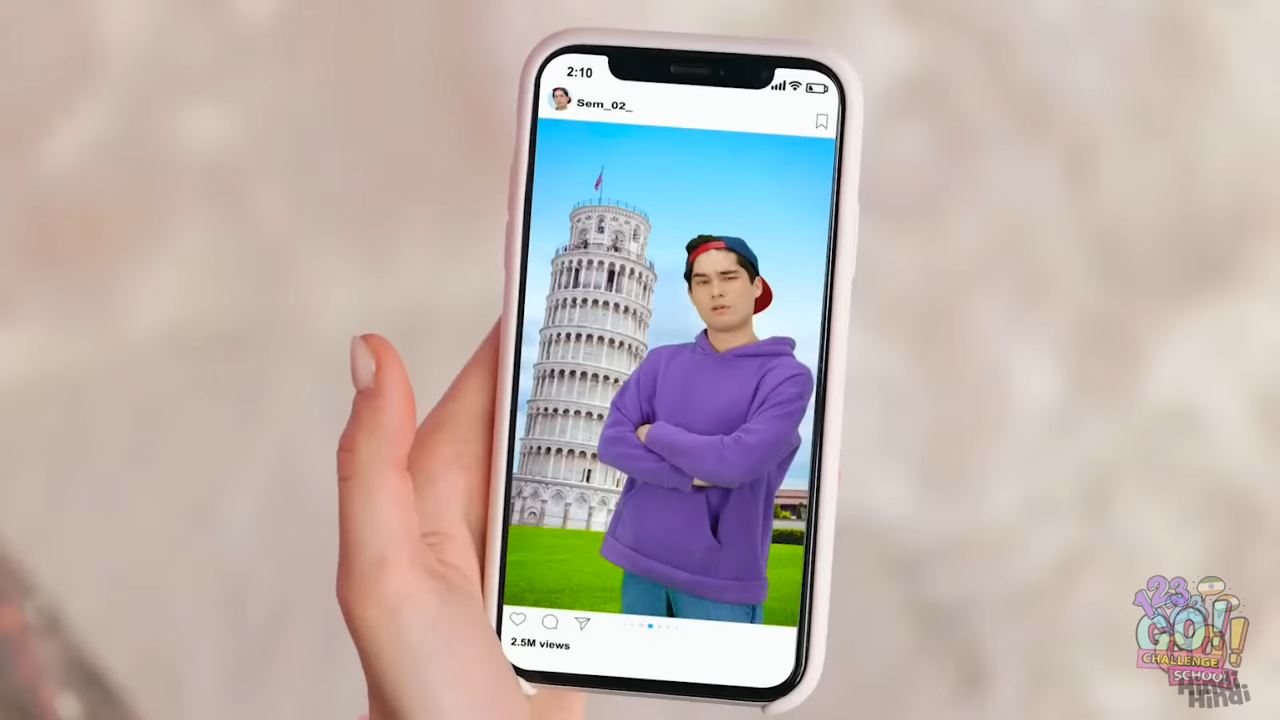 2:10
Sem_02_
2.5M views
123
GO!
CHALLENGE
SCHOOL
Hindi